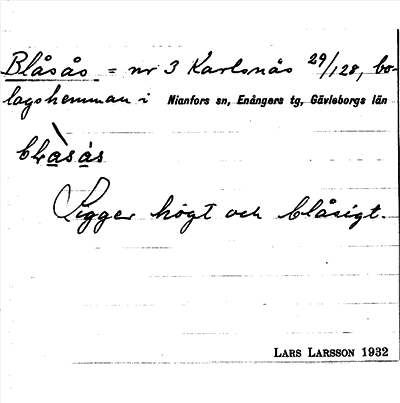 Blåsås = nr 3 Karlsnäs 29/128, bo-
lagshemman i Nianfors sn, Enångers tg, Gävleborgs län
blàsás
Ligger högt och blåsigt.
LARS LARSSON 1932